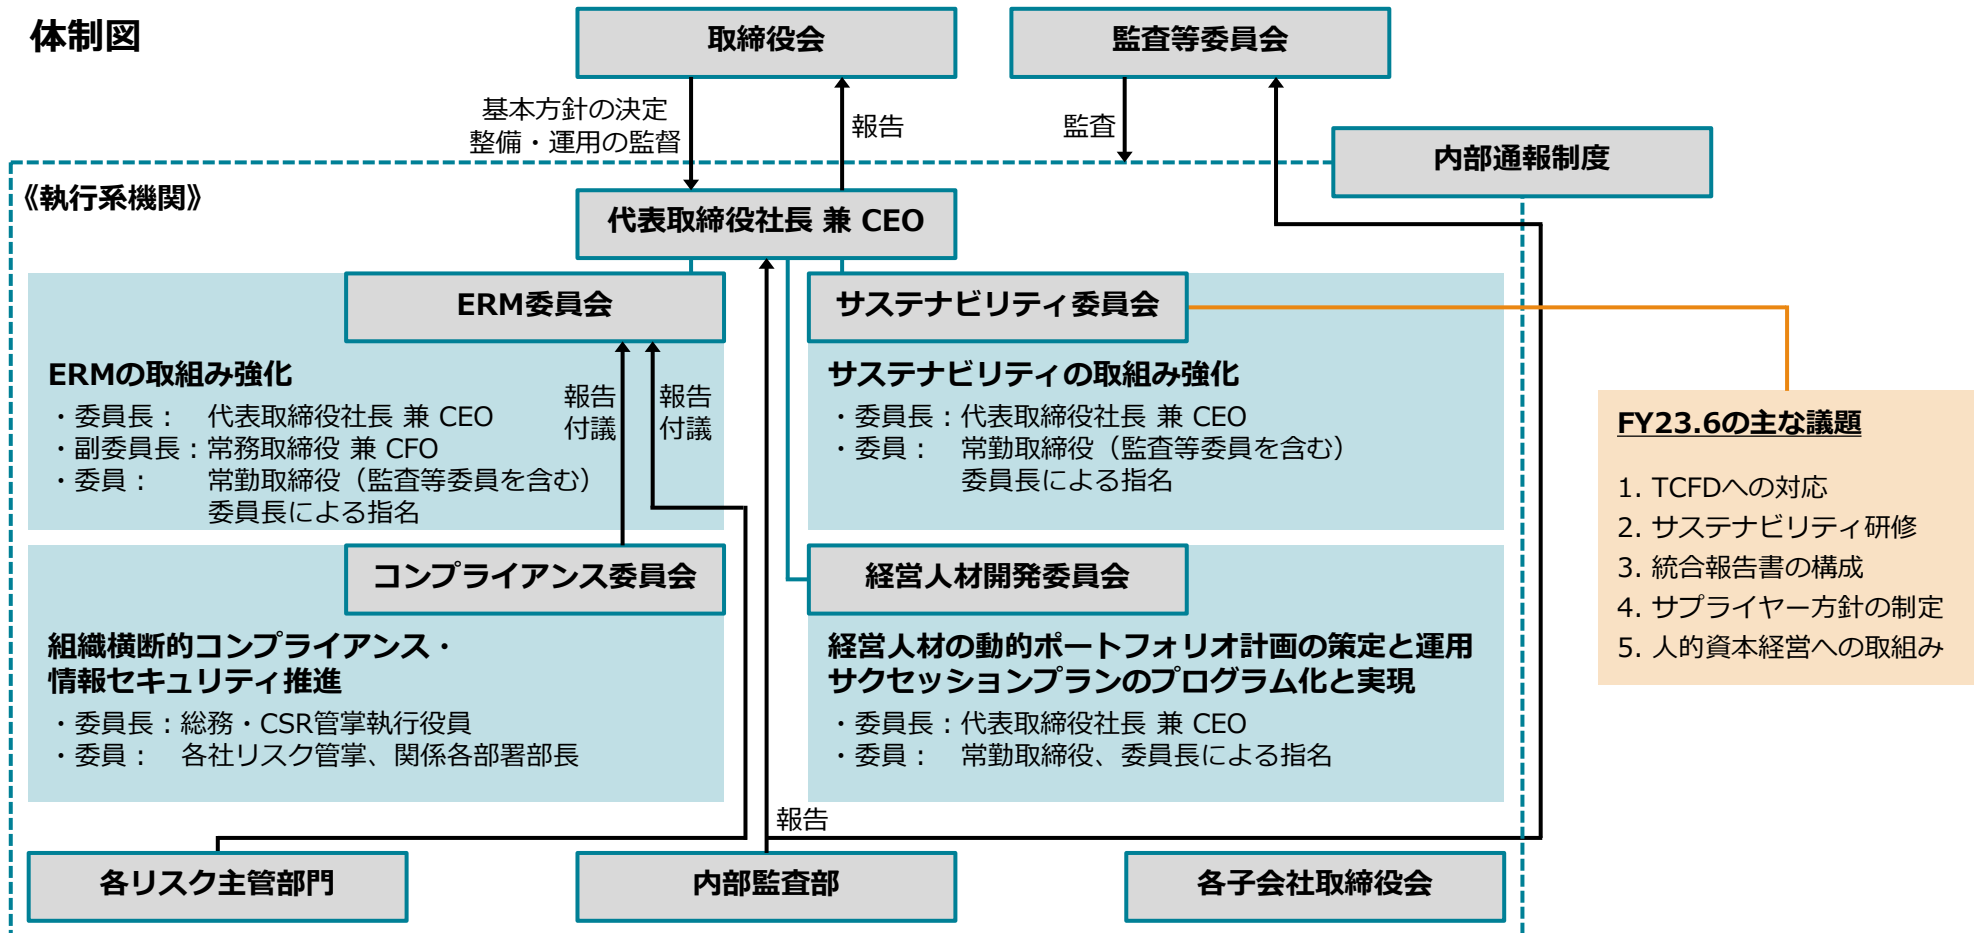 体制図
取締役会
監査等委員会
基本方針の決定
整備・運用の監督
報告
監査
内部通報制度
《執行系機関》
代表取締役社長 兼 CEO
ERM委員会
ERMの取組み強化
・委員長： 代表取締役社長 兼 CEO
・副委員長：常務取締役 兼 CFO
・委員： 常勤取締役（監査等委員を含む）
委員長による指名
報告
付議
報告
付議
サステナビリティ委員会
サステナビリティの取組み強化
・委員長：代表取締役社長 兼 CEO
・委員： 常勤取締役（監査等委員を含む）
委員長による指名
FY23.6の主な議題
1. TCFDへの対応
2. サステナビリティ研修
3. 統合報告書の構成
4. サプライヤー方針の制定
5. 人的資本経営への取組み
コンプライアンス委員会
組織横断的コンプライアンス・
情報セキュリティ推進
・委員長：総務・CSR管掌執行役員
・委員： 各社リスク管掌、関係各部署部長
経営人材開発委員会
経営人材の動的ポートフォリオ計画の策定と運用
サクセッションプランのプログラム化と実現
・委員長：代表取締役社長 兼 CEO
・委員： 常勤取締役、委員長による指名
報告
各リスク主管部門
内部監査部
各子会社取締役会